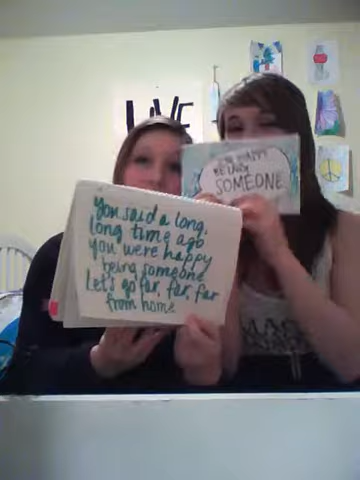 LIVE
I'M HAPPY
BEING
SOMEONE
You said a long,
long time ago
you were happy
being someone
Let's go far, far, far
from home